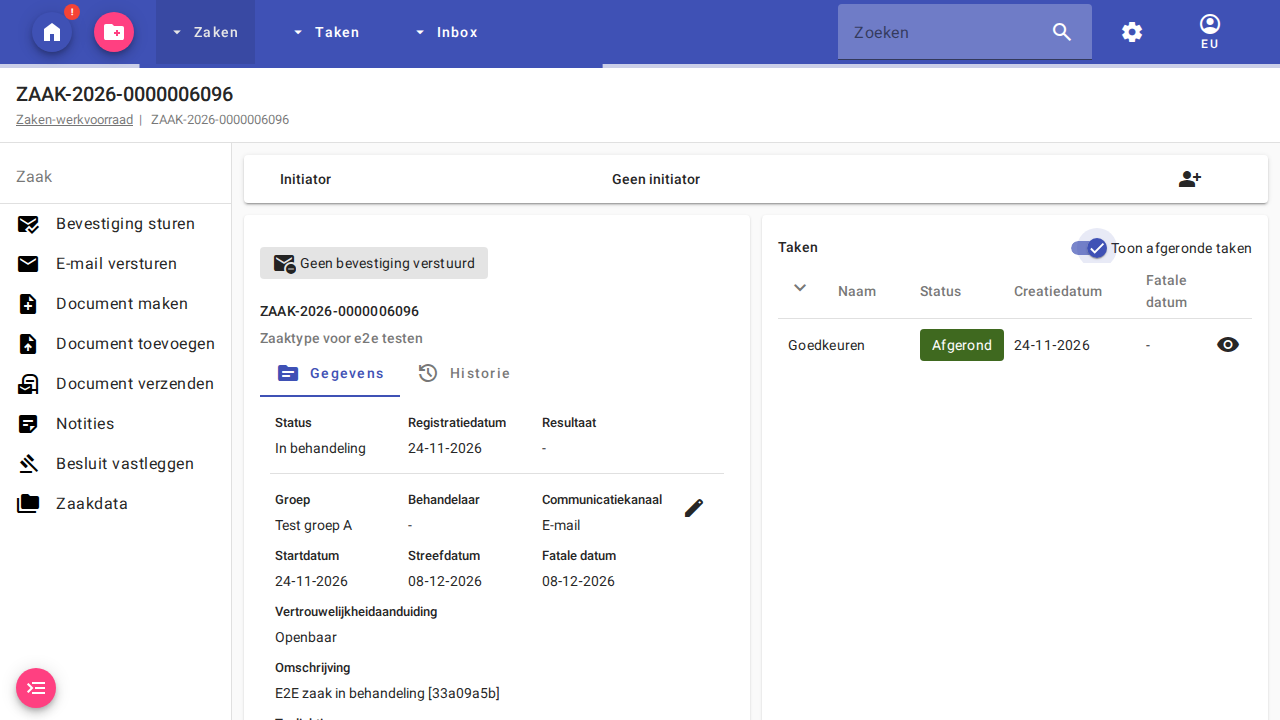 !
Zaken
Taken
Inbox
Zoeken
EU
ZAAK-2026-0000006096
Zaken-werkvoorraad | ZAAK-2026-0000006096
Zaak
Bevestiging sturen
E-mail versturen
Document maken
Document toevoegen
Document verzenden
Notities
Besluit vastleggen
Zaakdata
Initiator
Geen initiator
Geen bevestiging verstuurd
ZAAK-2026-0000006096
Zaaktype voor e2e testen
Gegevens
Historie
Status
Registratiedatum
Resultaat
In behandeling
24-11-2026
-
Groep
Behandelaar
Communicatiekanaal
Test groep A
-
E-mail
Startdatum
Streefdatum
Fatale datum
24-11-2026
08-12-2026
08-12-2026
Vertrouwelijkheidaanduiding
Openbaar
Omschrijving
E2E zaak in behandeling [33a09a5b]
Taken
Toon afgeronde taken
Naam
Status
Creatiedatum
Fatale
datum
Goedkeuren
Afgerond
24-11-2026
-